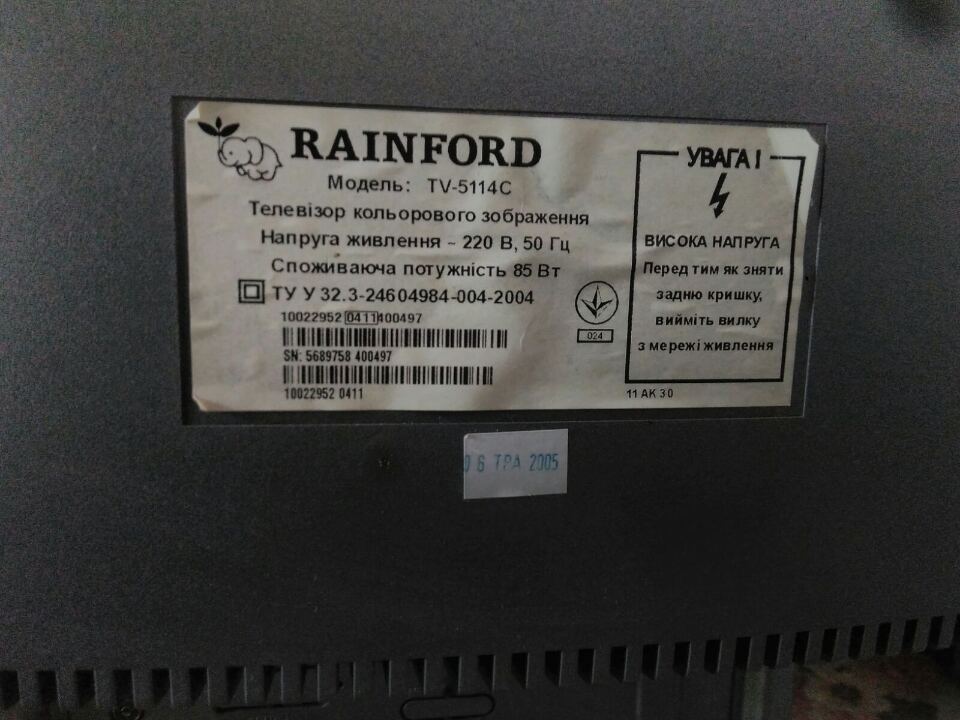 RAINFORD
Модель: TV-5114C
Телевізор кольорового зображення
Напруга живлення ~ 220 В, 50 Гц
Споживаюча потужність 85 Вт
ТУ У 32.3-24604984-004-2004
10022952 0411 400497
SN: 5689758 400497
10022952 0411
024
УВАГА !
ВИСОКА НАПРУГА
Перед тим як зняти
задню кришку,
вийміть вилку
з мережі живлення
11 АК 30
06 ТРА 2005